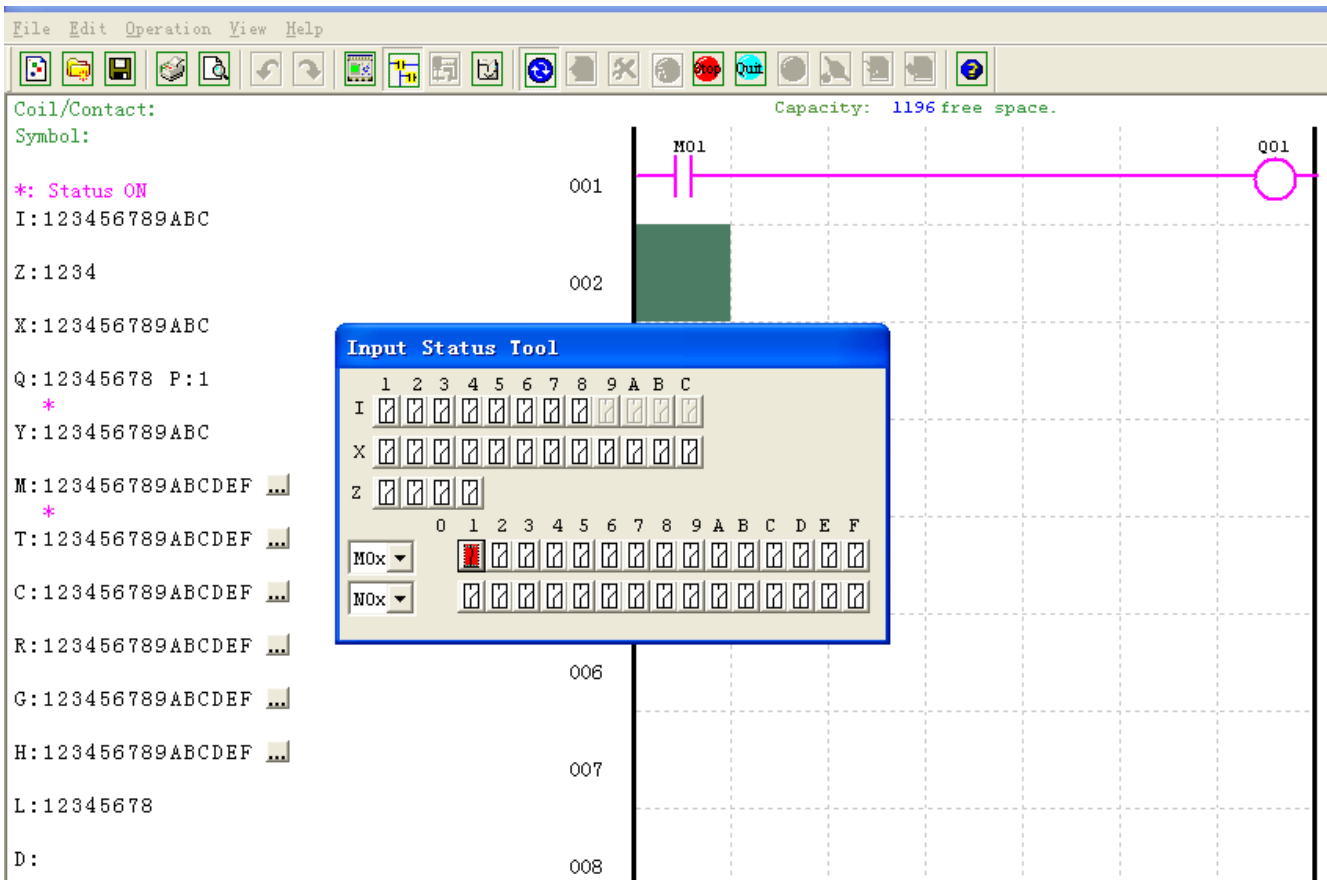 File Edit Operation View Help
Stop Quit
Coil/Contact:
Capacity: 1196 free space.
Symbol:
M01 Q01
*: Status ON
001
I:123456789ABC
Z:1234
002
X:123456789ABC
Q:12345678 P:1
*
Y:123456789ABC
M:123456789ABCDEF ...
*
T:123456789ABCDEF ...
C:123456789ABCDEF ...
R:123456789ABCDEF ...
006
G:123456789ABCDEF ...
H:123456789ABCDEF ...
007
L:12345678
D:
008
Input Status Tool
1 2 3 4 5 6 7 8 9 A B C
I
X
Z
0 1 2 3 4 5 6 7 8 9 A B C D E F
M0x
N0x